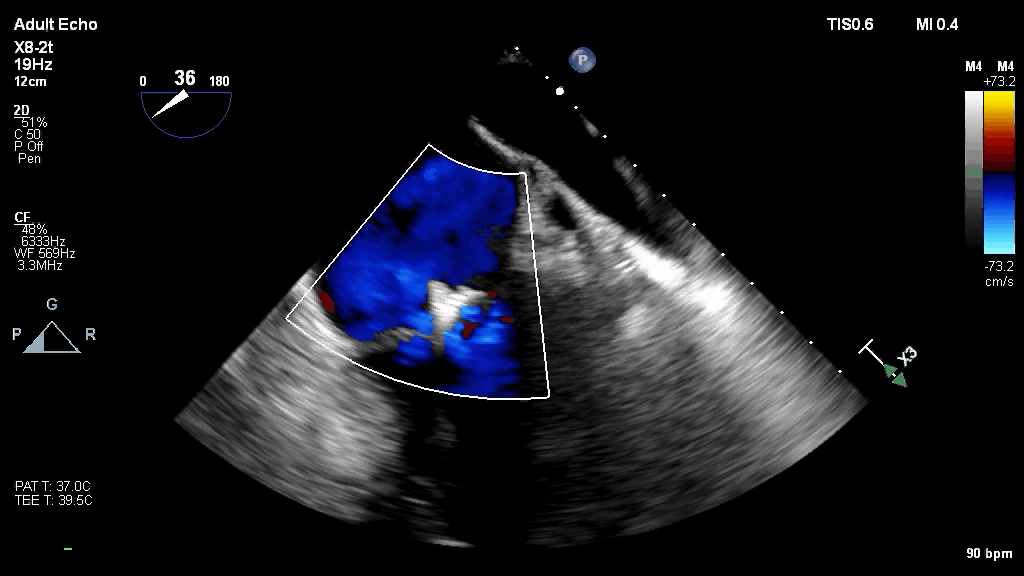 Adult Echo
TIS0.6 MI 0.4
X8-2t
19Hz
12cm
0 36 180
P
M4 M4
+73.2
2D
51%
C 50
P Off
Pen
CF
48%
6333Hz
WF 569Hz
3.3MHz
-73.2
cm/s
G
P R
X3
PAT T: 37.0C
TEE T: 39.5C
90 bpm